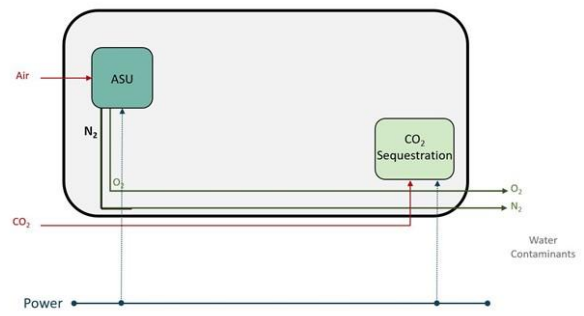 Air
ASU
N₂
O₂
CO₂
Sequestration
O₂
N₂
CO₂
Water
Contaminants
Power